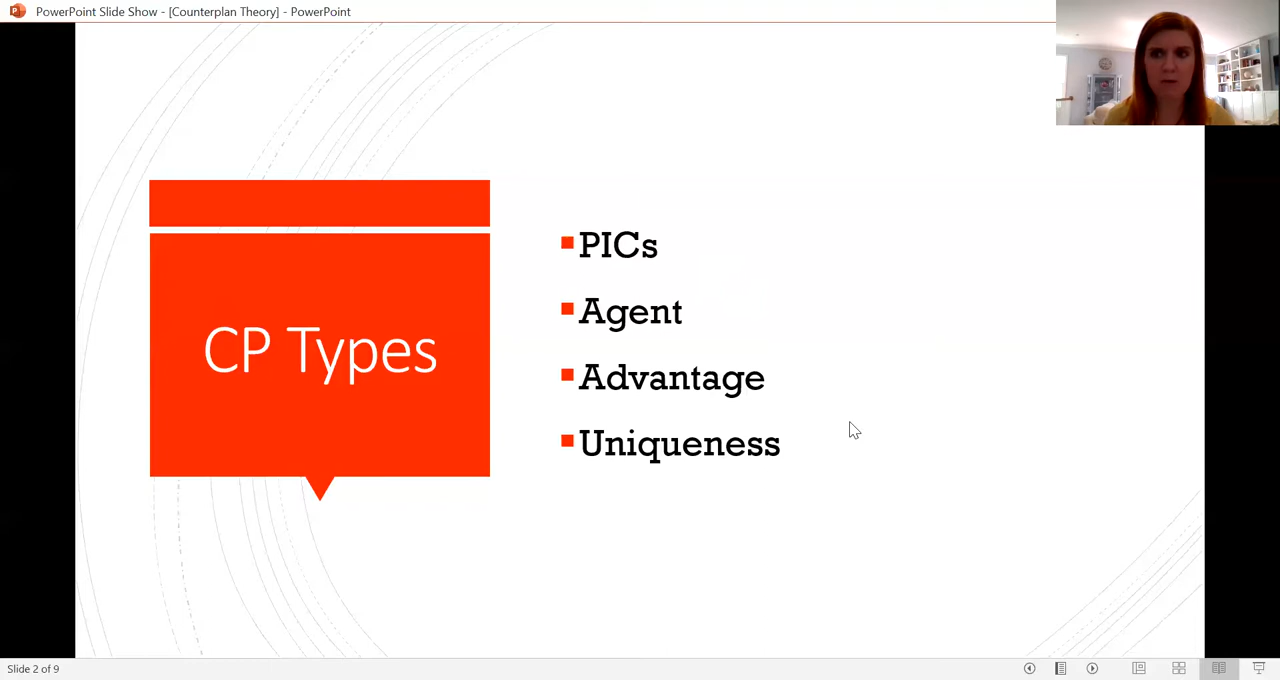 PowerPoint Slide Show - [Counterplan Theory] - PowerPoint
CP Types
PICs
Agent
Advantage
Uniqueness
Slide 2 of 9